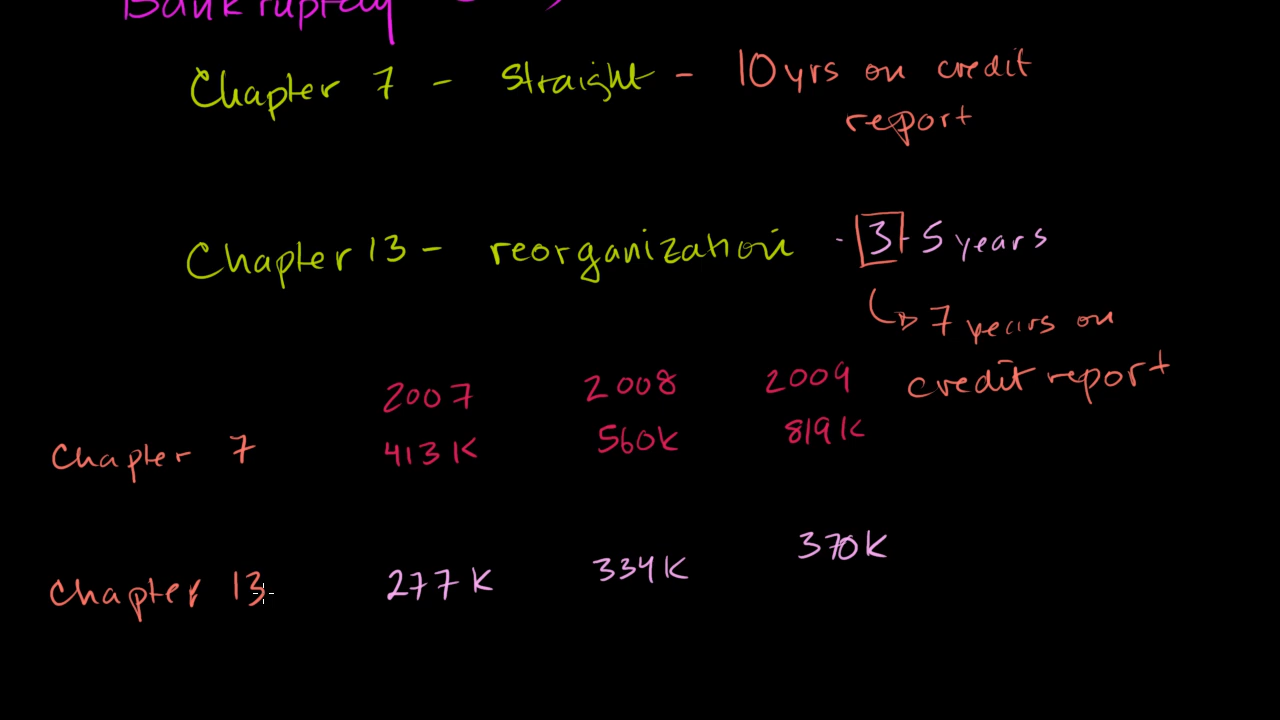 Bankruptcy
Chapter 7 - Straight - 10 yrs on credit
report
Chapter 13 - reorganization - 3-5 years
7 years on
credit report
2007 2008 2009
Chapter 7 413K 560K 819K
Chapter 13 277K 334K 370K